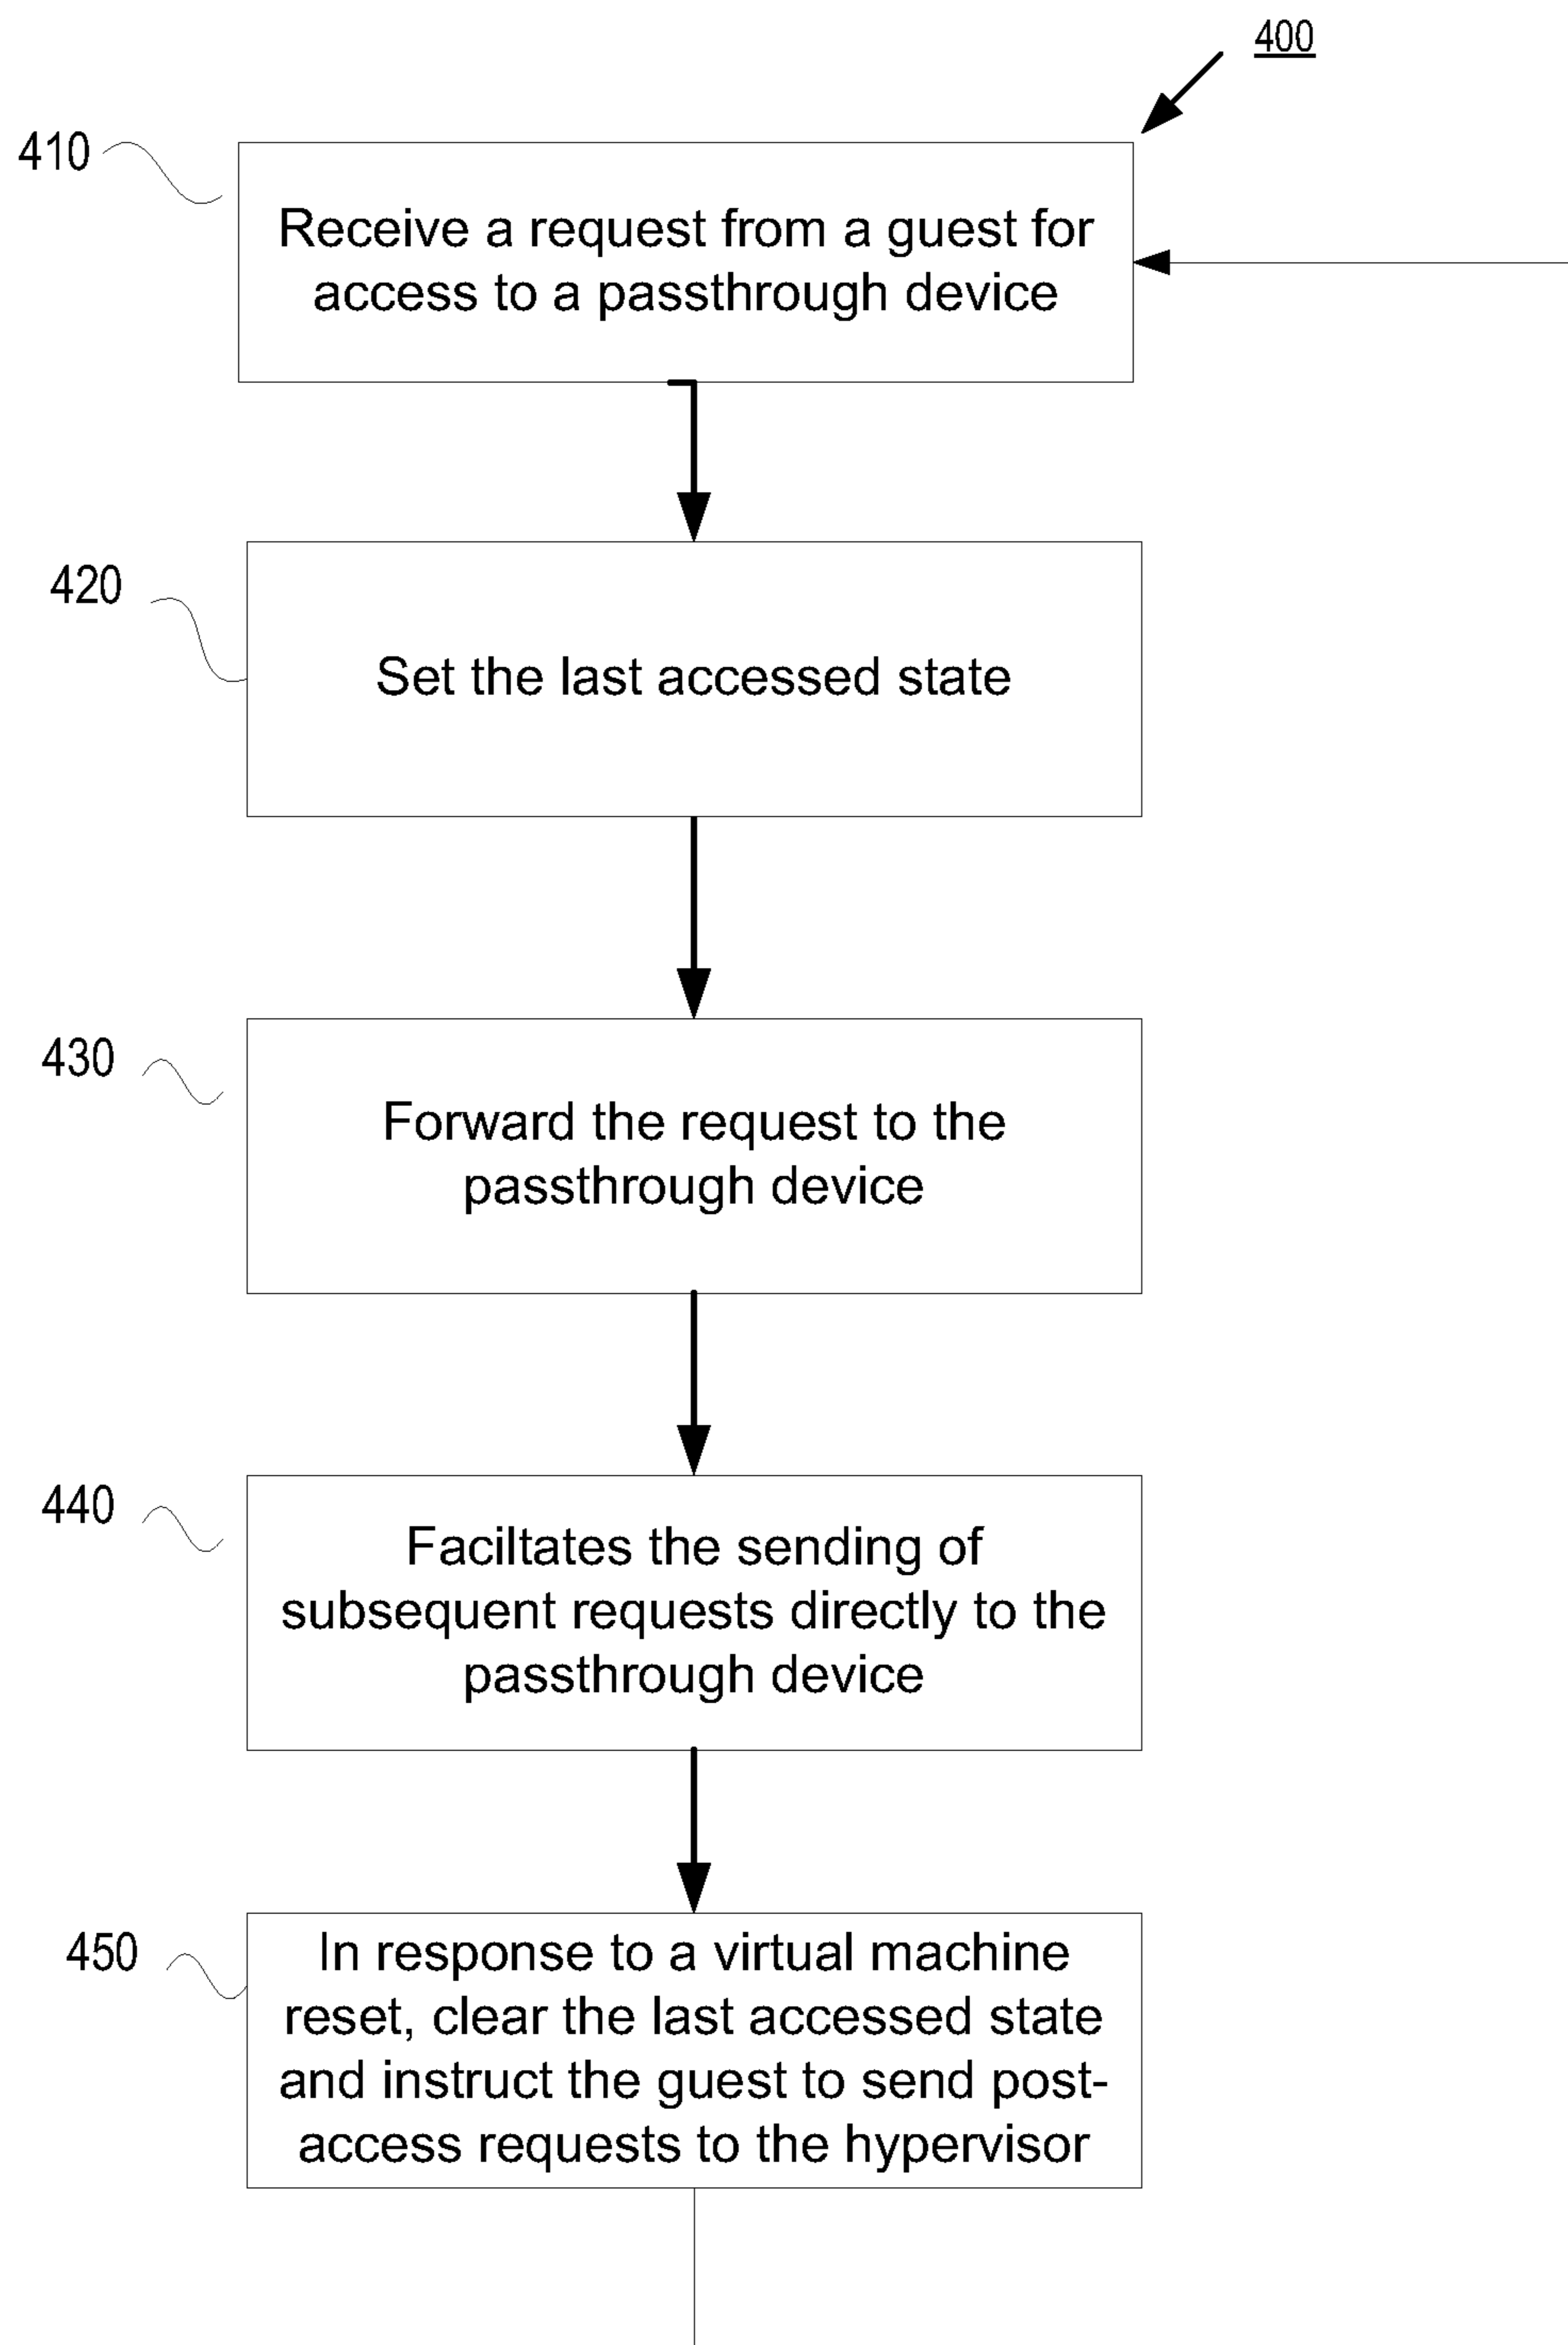 400
410
Receive a request from a guest for
access to a passthrough device
420
Set the last accessed state
430
Forward the request to the
passthrough device
440
Faciltates the sending of
subsequent requests directly to the
passthrough device
450
In response to a virtual machine
reset, clear the last accessed state
and instruct the guest to send post-
access requests to the hypervisor